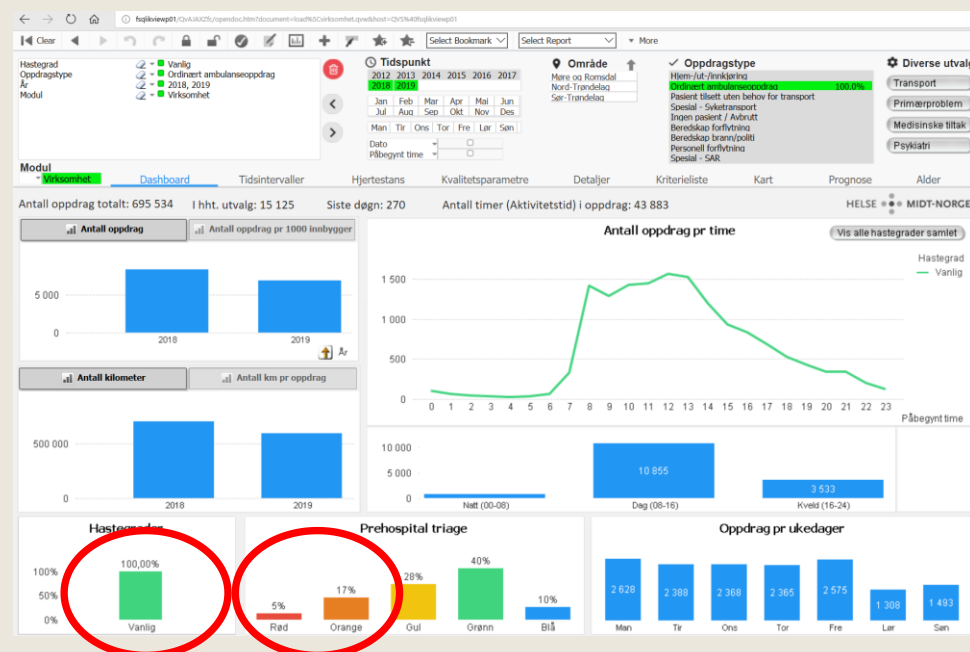 fsqlikviewp01/QvAJAXZfc/opendoc.htm?document=load%5Cvirksomhet.qvw&host=QVS%40fsqlikviewp01
Clear Select Bookmark Select Report More
Hastegrad Vanlig
Oppdragstype Ordinært ambulanseoppdrag
År 2018, 2019
Modul Virksomhet
Tidspunkt
2012 2013 2014 2015 2016 2017
2018 2019
Jan Feb Mar Apr Mai Jun
Jul Aug Sep Okt Nov Des
Man Tir Ons Tor Fre Lør Søn
Dato
Påbegynt time
Område
Møre og Romsdal
Nord-Trøndelag
Sør-Trøndelag
Oppdragstype
Hjem-/ut-/innkjøring
Ordinært ambulanseoppdrag 100.0%
Pasient tilsett uten behov for transport
Spesial - Syketransport
Ingen pasient / Avbrutt
Beredskap forflytning
Beredskap brann/politi
Personell forflytning
Spesial - SAR
Diverse utvalg
Transport
Primærproblem
Medisinske tiltak
Psykiatri
Modul
Virksomhet Dashboard Tidsintervaller Hjertestans Kvalitetsparametre Detaljer Kriterieliste Kart Prognose Alder
Antall oppdrag totalt: 695 534 I hht. utvalg: 15 125 Siste døgn: 270 Antall timer (Aktivitetstid) i oppdrag: 43 883 HELSE MIDT-NORGE
Antall oppdrag Antall oppdrag pr 1000 innbygger
5 000
0
2018 2019
År
Antall oppdrag pr time
Vis alle hastegrader samlet
Hastegrad
Vanlig
1 500
1 000
500
0
0 1 2 3 4 5 6 7 8 9 10 11 12 13 14 15 16 17 18 19 20 21 22 23
Påbegynt time
Antall kilometer Antall km pr oppdrag
500 000
0
2018 2019
10 000
5 000
0
10 855
3 533
Natt (00-08) Dag (08-16) Kveld (16-24)
Hastegrader
100%
50%
0%
100,00%
Vanlig
Prehospital triage
5% 17% 28% 40% 10%
Rød Orange Gul Grønn Blå
Oppdrag pr ukedager
2 628 2 388 2 368 2 365 2 575 1 308 1 493
Man Tir Ons Tor Fre Lør Søn